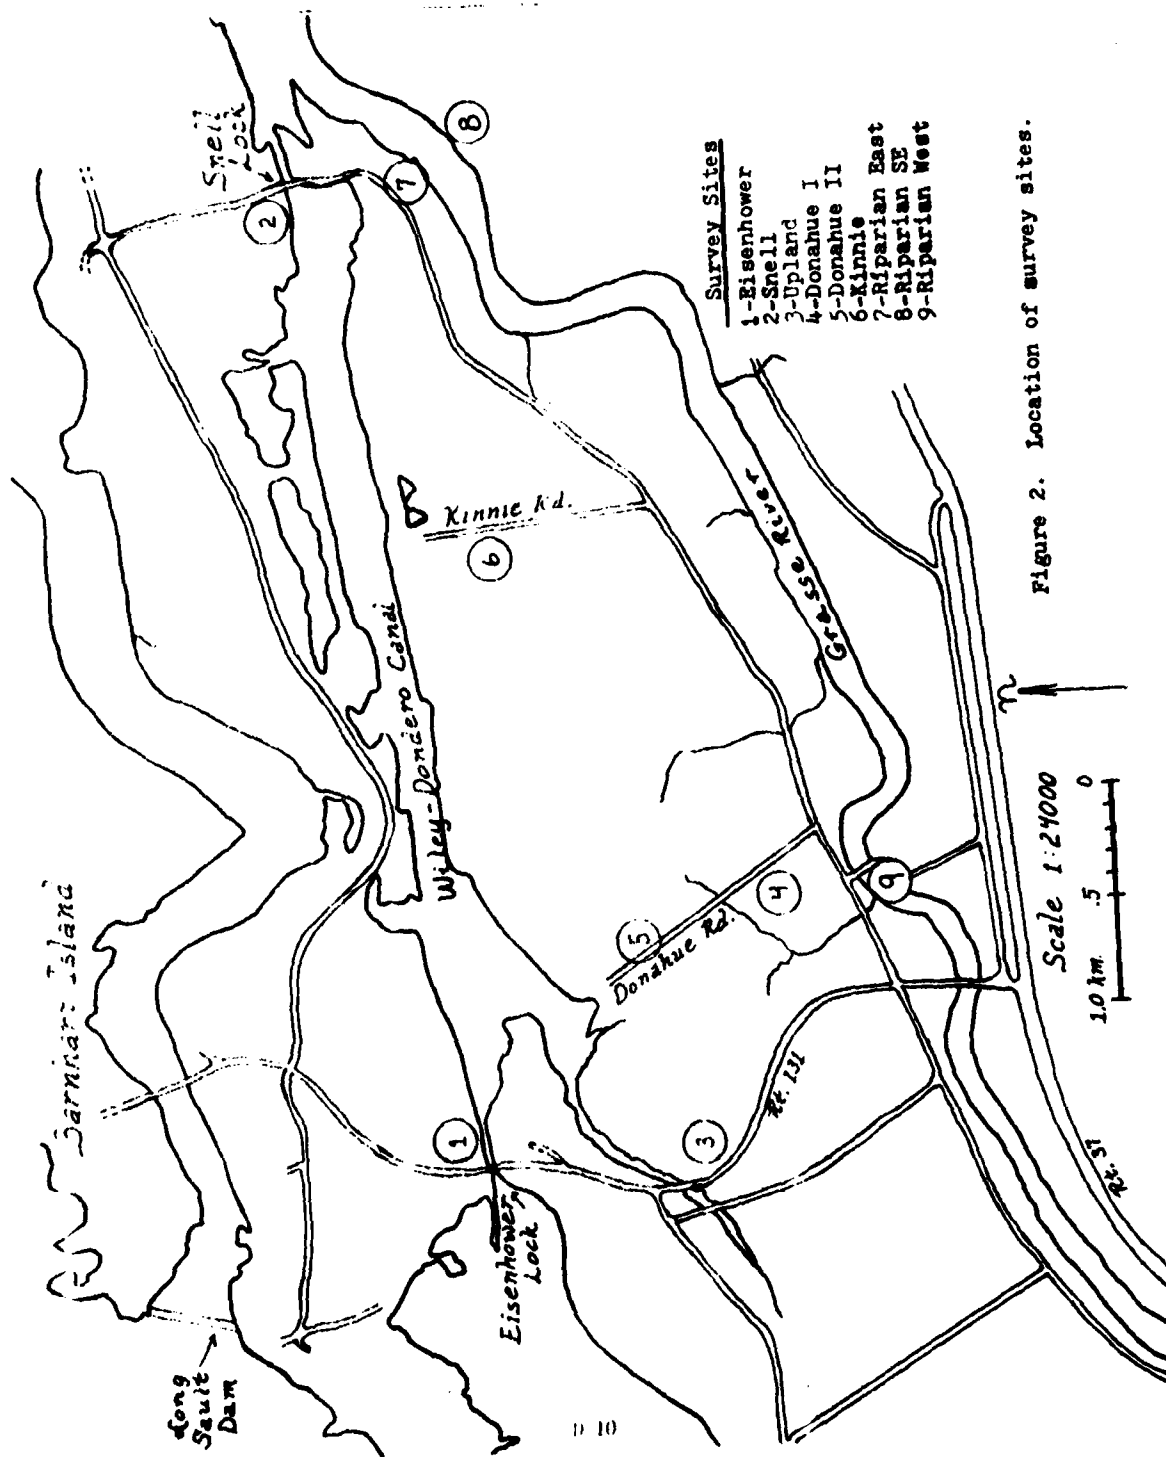 Barnhart Island
Long
Sault
Dam
Snell
Lock
2
8
7
1
Eisenhower
Lock
Wiley-Dondero Canal
Kinnie Rd.
6
5
Donahue Rd.
4
3
Rt. 131
9
Grasse River
Rt. 37
Survey Sites
1-Eisenhower
2-Snell
3-Upland
4-Donahue I
5-Donahue II
6-Kinnie
7-Riparian East
8-Riparian SE
9-Riparian West
n
Scale 1:24000
1.0 km. .5 0
Figure 2. Location of survey sites.
D-10